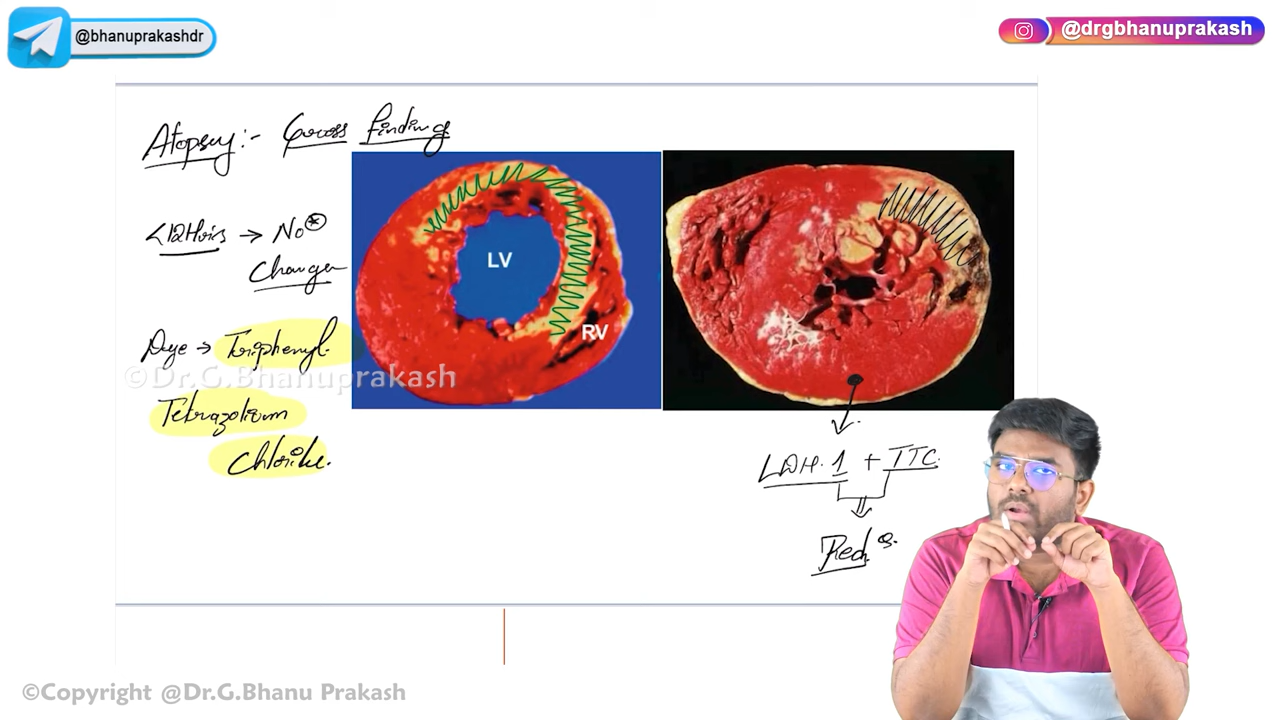 @bhanuprakashdr
@drgbhanuprakash
Atopsy:- Gross findings
<12Hours → No*
Changes
Dye → Triphenyl
Tetrazolium
Chloride.
LV
RV
©Dr.G.Bhanuprakash
LDH.1 + TTC.
Red
©Copyright @Dr.G.Bhanu Prakash